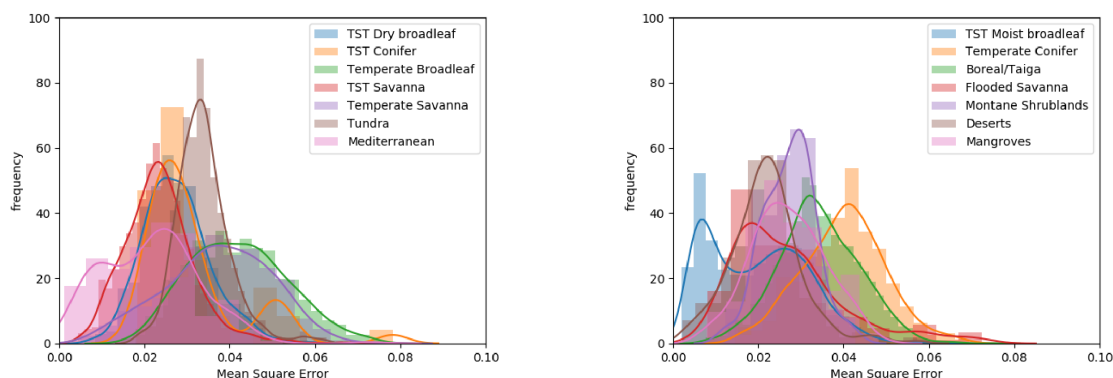 100
80
60
40
20
0
frequency
0.00 0.02 0.04 0.06 0.08 0.10
Mean Square Error
TST Dry broadleaf
TST Conifer
Temperate Broadleaf
TST Savanna
Temperate Savanna
Tundra
Mediterranean
100
80
60
40
20
0
frequency
0.00 0.02 0.04 0.06 0.08 0.10
Mean Square Error
TST Moist broadleaf
Temperate Conifer
Boreal/Taiga
Flooded Savanna
Montane Shrublands
Deserts
Mangroves